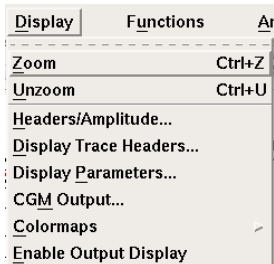 Display Functions
Zoom Ctrl+Z
Unzoom Ctrl+U
Headers/Amplitude...
Display Trace Headers...
Display Parameters...
CGM Output...
Colormaps
Enable Output Display